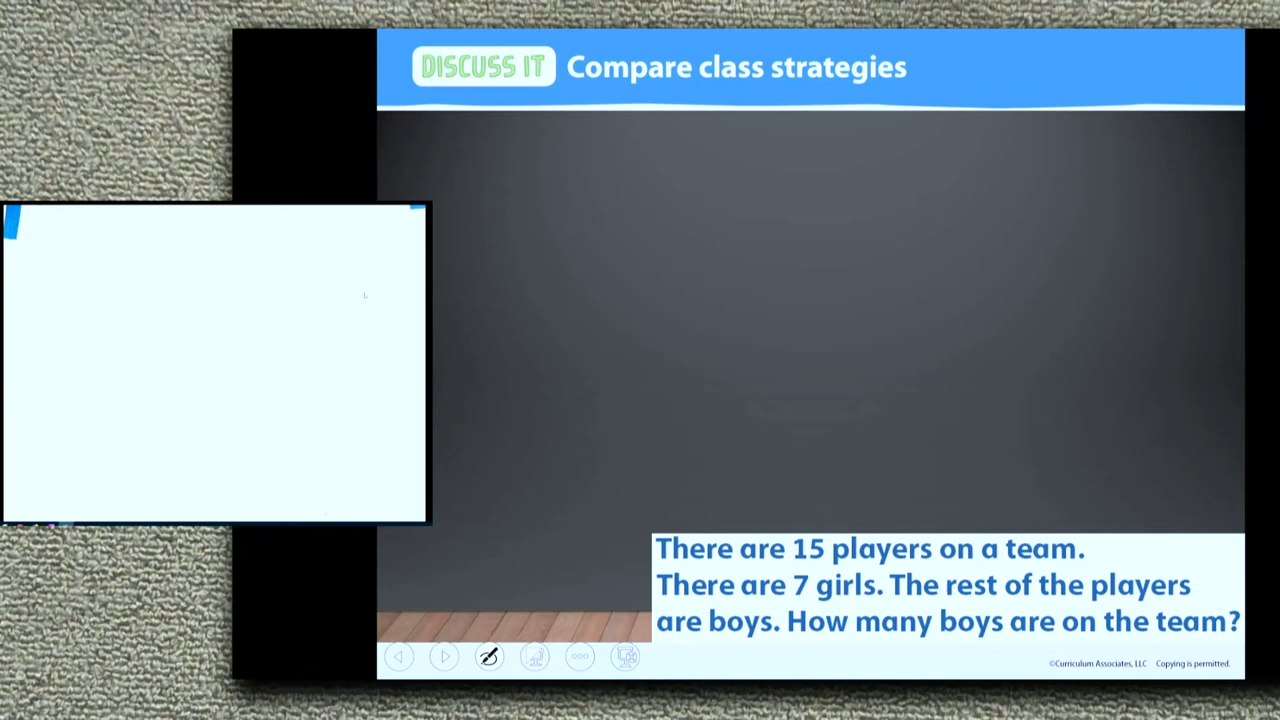 DISCUSS IT Compare class strategies
There are 15 players on a team.
There are 7 girls. The rest of the players
are boys. How many boys are on the team?
©Curriculum Associates, LLC Copying is permitted.